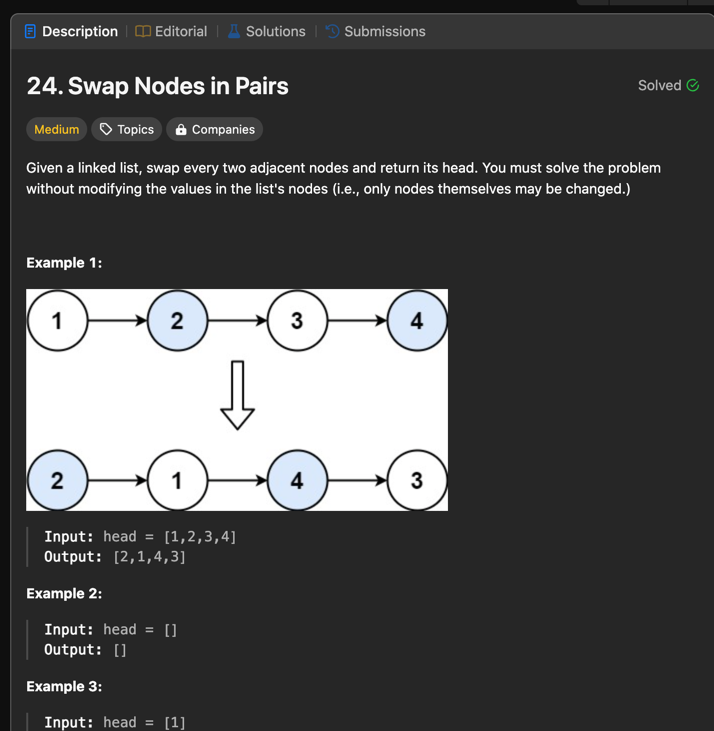 Description | Editorial | Solutions | Submissions
24. Swap Nodes in Pairs
Solved
Medium Topics Companies
Given a linked list, swap every two adjacent nodes and return its head. You must solve the problem
without modifying the values in the list's nodes (i.e., only nodes themselves may be changed.)
Example 1:
1 2 3 4
2 1 4 3
Input: head = [1,2,3,4]
Output: [2,1,4,3]
Example 2:
Input: head = []
Output: []
Example 3:
Input: head = [1]